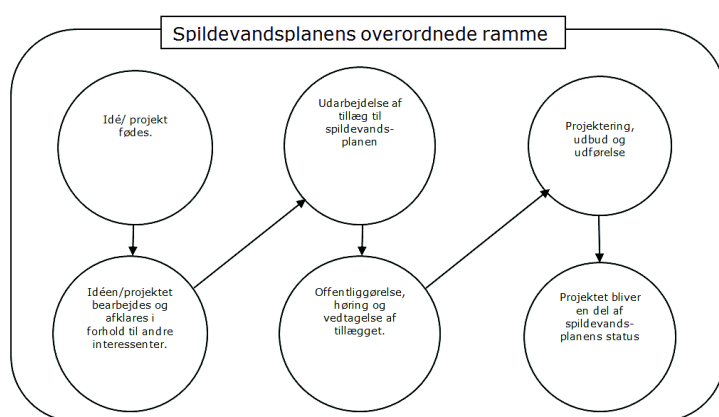 Spildevandsplanens overordnede ramme
Idé/ projekt
fødes.
Idéen/projektet
bearbejdes og
afklares i
forhold til andre
interessenter.
Udarbejdelse af
tillæg til
spildevands-
planen
Offentliggørelse,
høring og
vedtagelse af
tillægget.
Projektering,
udbud og
udførelse
Projektet bliver
en del af
spildevands-
planens status